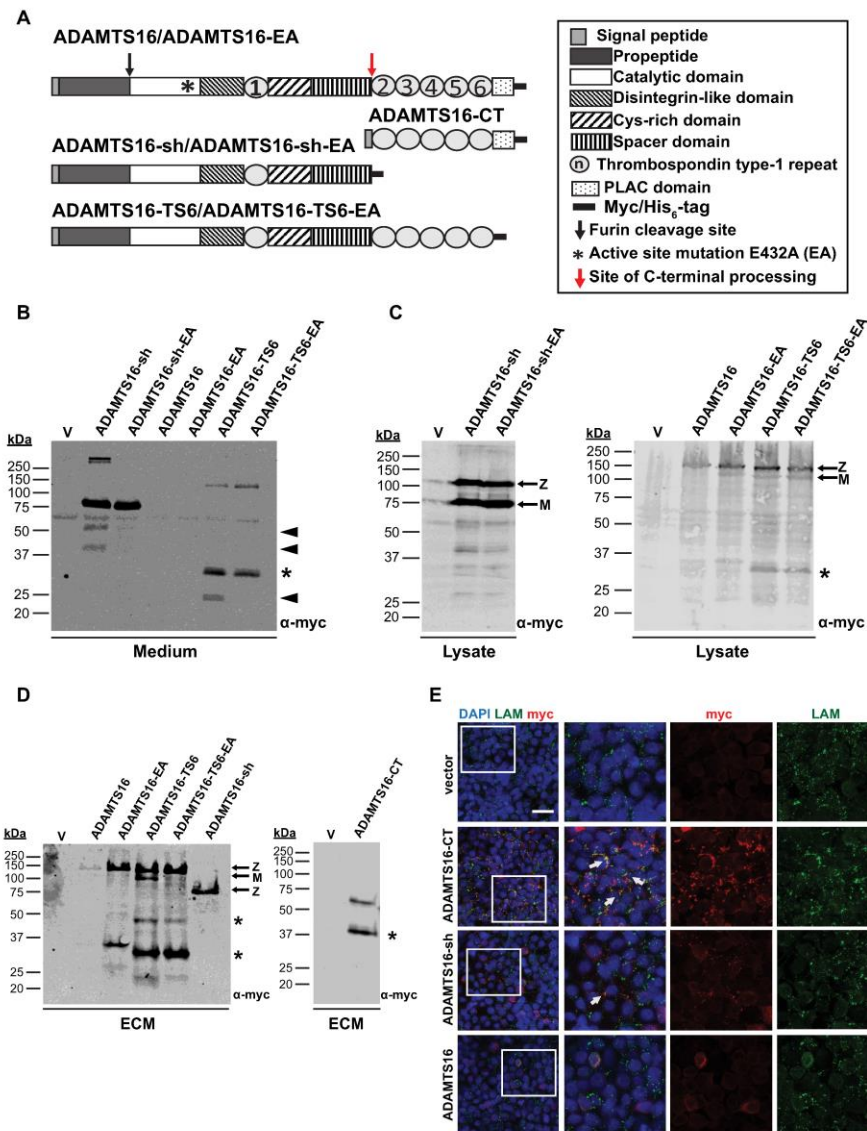 A
ADAMTS16/ADAMTS16-EA
*
1
2 3 4 5 6
ADAMTS16-CT
ADAMTS16-sh/ADAMTS16-sh-EA
ADAMTS16-TS6/ADAMTS16-TS6-EA
Signal peptide
Propeptide
Catalytic domain
Disintegrin-like domain
Cys-rich domain
Spacer domain
n Thrombospondin type-1 repeat
PLAC domain
Myc/His6-tag
Furin cleavage site
* Active site mutation E432A (EA)
Site of C-terminal processing
B
V
ADAMTS16-sh
ADAMTS16-sh-EA
ADAMTS16
ADAMTS16-EA
ADAMTS16-TS6
ADAMTS16-TS6-EA
kDa
250
150
100
75
50
37
25
20
*
α-myc
Medium
C
V
ADAMTS16-sh
ADAMTS16-sh-EA
kDa
250
150
100
75
50
37
25
20
Z
M
α-myc
Lysate
V
ADAMTS16
ADAMTS16-EA
ADAMTS16-TS6
ADAMTS16-TS6-EA
kDa
250
150
100
75
50
37
25
20
Z
M
*
α-myc
Lysate
D
V
ADAMTS16
ADAMTS16-EA
ADAMTS16-TS6
ADAMTS16-TS6-EA
ADAMTS16-sh
kDa
250
150
100
75
50
37
25
20
Z
M
Z
*
*
α-myc
ECM
V
ADAMTS16-CT
kDa
250
150
100
75
50
37
25
20
*
α-myc
ECM
E
DAPI LAM myc
myc
LAM
vector
ADAMTS16-CT
ADAMTS16-sh
ADAMTS16